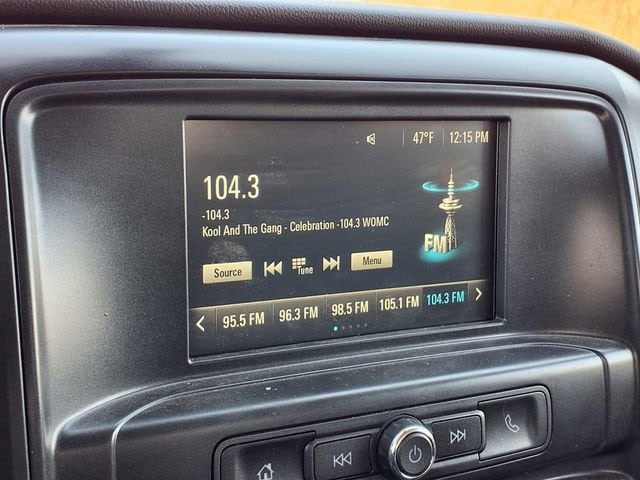 47°F 12:15 PM
104.3
-104.3
Kool And The Gang - Celebration -104.3 WOMC
FM
Source Tune Menu
95.5 FM 96.3 FM 98.5 FM 105.1 FM 104.3 FM